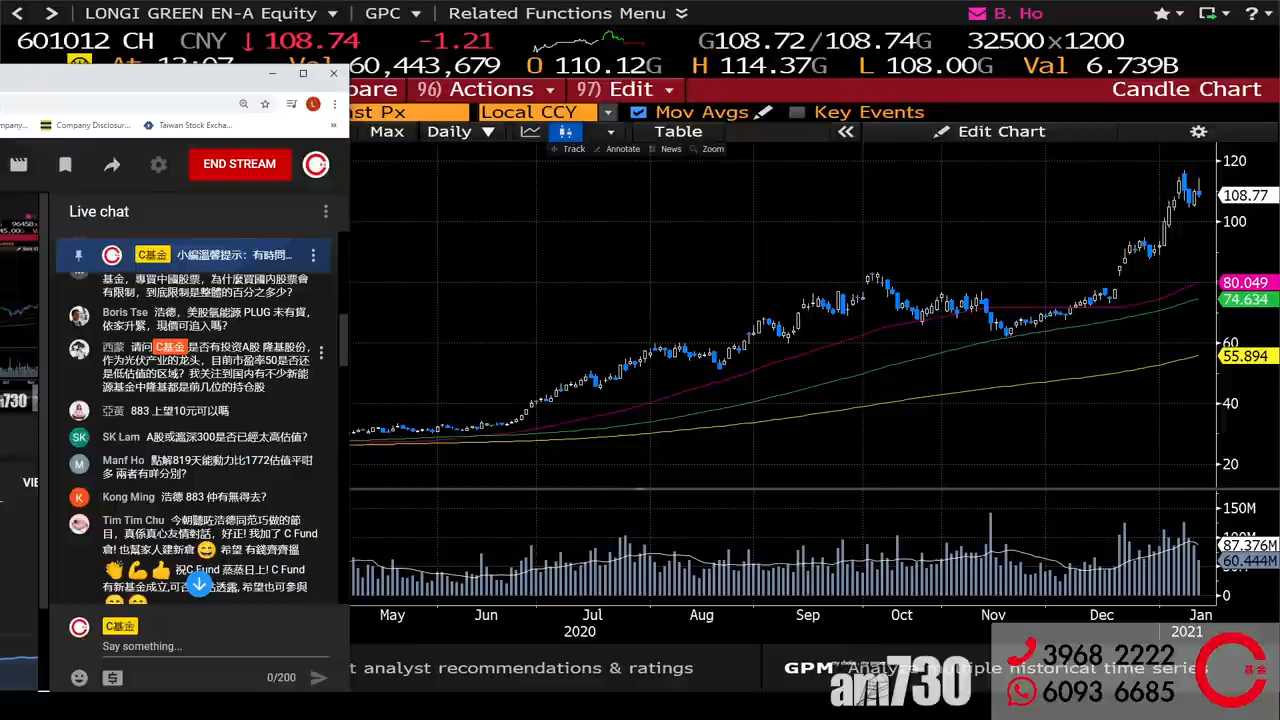 LONGI GREEN EN-A Equity
GPC
Related Functions Menu
B. Ho
601012 CH CNY 108.74 -1.21 G108.72/108.74G 32500×1200
At 13:07 Vol 60,443,679 O 110.12G H 114.37G L 108.00G Val 6.739B
96) Actions
97) Edit
Candle Chart
Local CCY
Mov Avgs
Key Events
Max
Daily
Table
Edit Chart
Track
Annotate
News
Zoom
Company Disclosur...
Taiwan Stock Excha...
END STREAM
Live chat
C基金 小編溫馨提示：有時問...
基金，專買中國股票，為什麼買國內股票會
有限制，到底限制是整體的百分之多少？
Boris Tse 浩德，美股氫能源 PLUG 未有貨，
依家升緊，現價可追入嗎？
西蒙 请问C基金是否有投资A股 隆基股份，
作为光伏产业的龙头，目前市盈率50是否还
是低估值的区域？我关注到国内有不少新能
源基金中隆基都是前几位的持仓股
亞黃 883 上望10元可以嗎
SK Lam A股或滬深300是否已經太高估值?
Manf Ho 點解819天能動力比1772估值平咁
多 兩者有咩分別?
Kong Ming 浩德 883 仲有無得去?
Tim Tim Chu 今朝聽咗浩德同范巧做的節
目，真係真心友情對話，好正! 我加了 C Fund
倉! 也幫家人建新倉 😄 希望 有錢齊齊搵
👏💪👍 祝C Fund 蒸蒸日上! C Fund
C基金
Say something...
0/200
120
108.77
100
80.049
74.634
60
55.894
40
20
150M
87.376M
60.444M
0
May Jun Jul Aug Sep Oct Nov Dec Jan
2020 2021
t analyst recommendations & ratings
GPM Analyze multiple historical time series
am730
3968 2222
6093 6685
基金